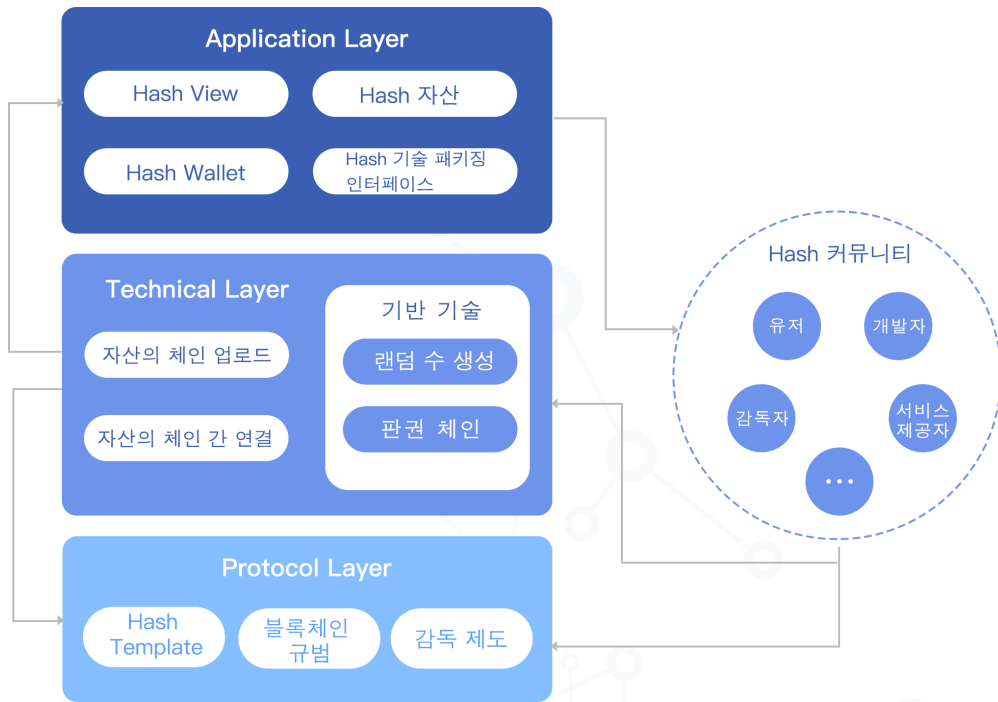 Application Layer
Hash View
Hash 자산
Hash Wallet
Hash 기술 패키징
인터페이스
Technical Layer
자산의 체인 업로드
자산의 체인 간 연결
기반 기술
랜덤 수 생성
판권 체인
Protocol Layer
Hash
Template
블록체인
규범
감독 제도
Hash 커뮤니티
유저
개발자
감독자
서비스
제공자
...